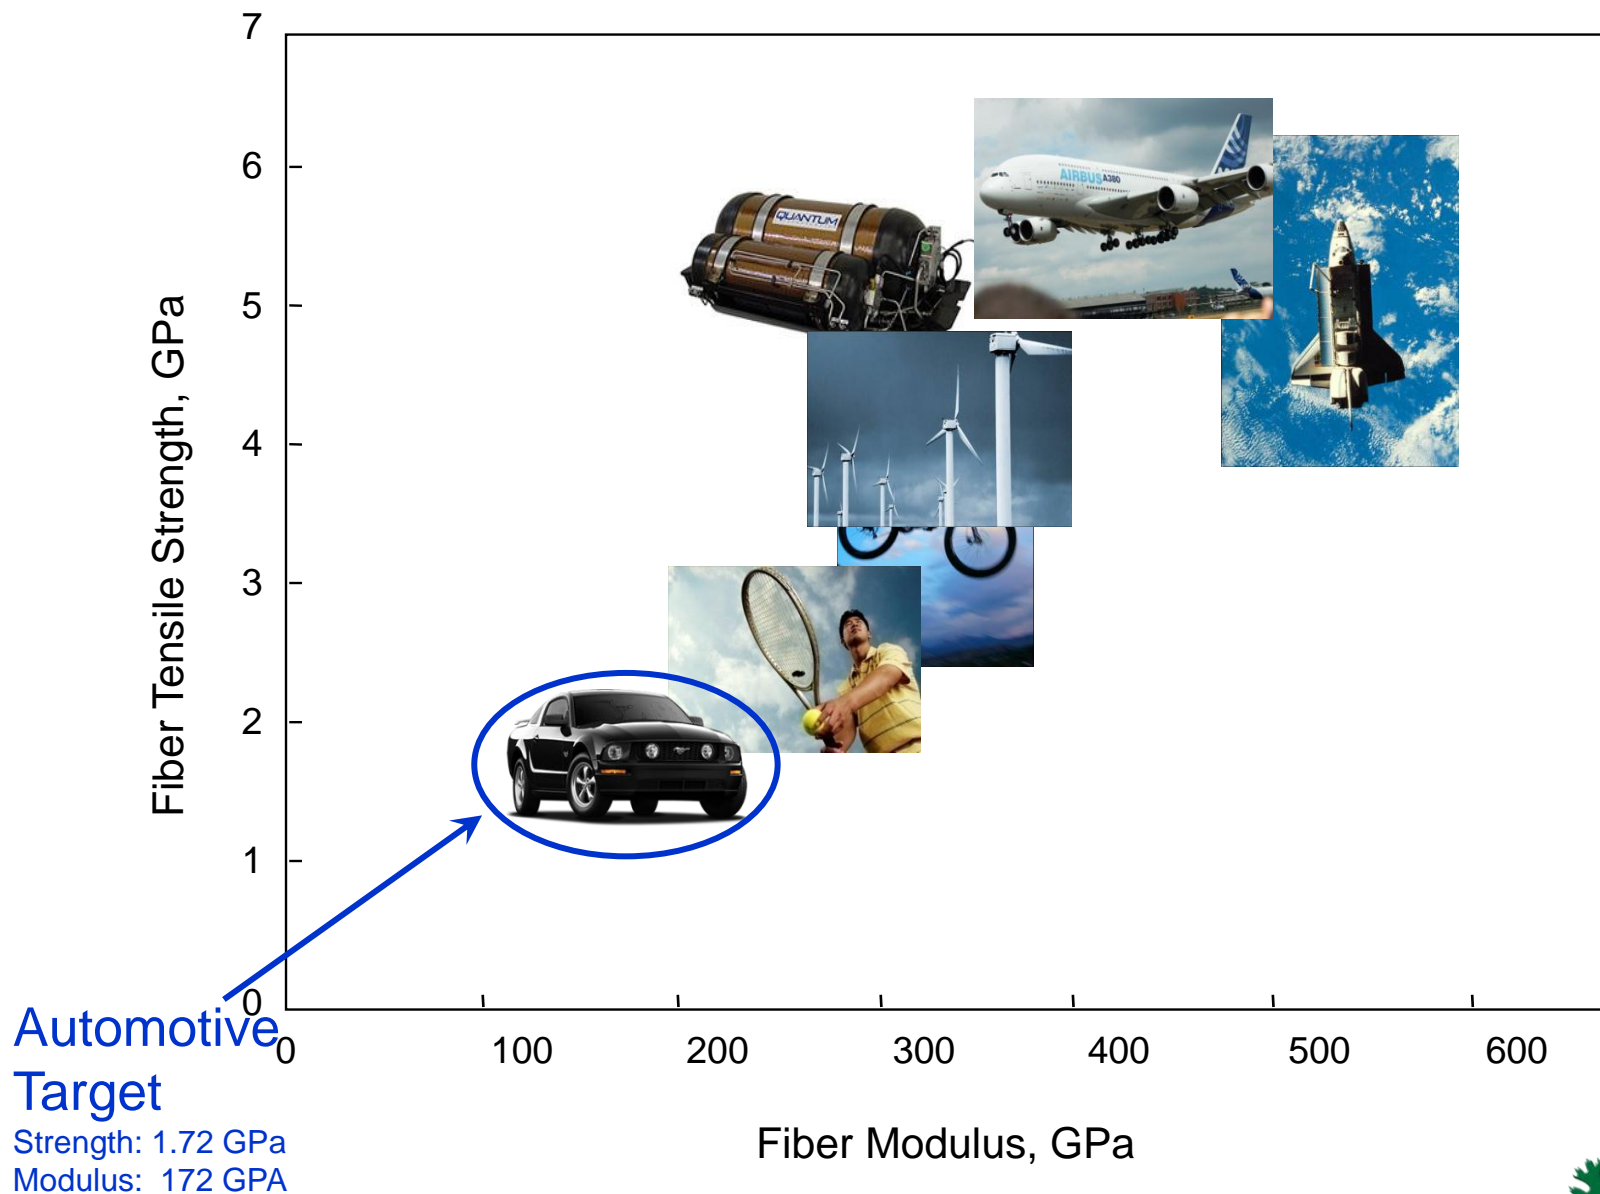 7
6
5
4
3
2
1
0
Fiber Tensile Strength, GPa
QUANTUM
AIRBUS A380
0 100 200 300 400 500 600
Fiber Modulus, GPa
Automotive
Target
Strength: 1.72 GPa
Modulus: 172 GPA